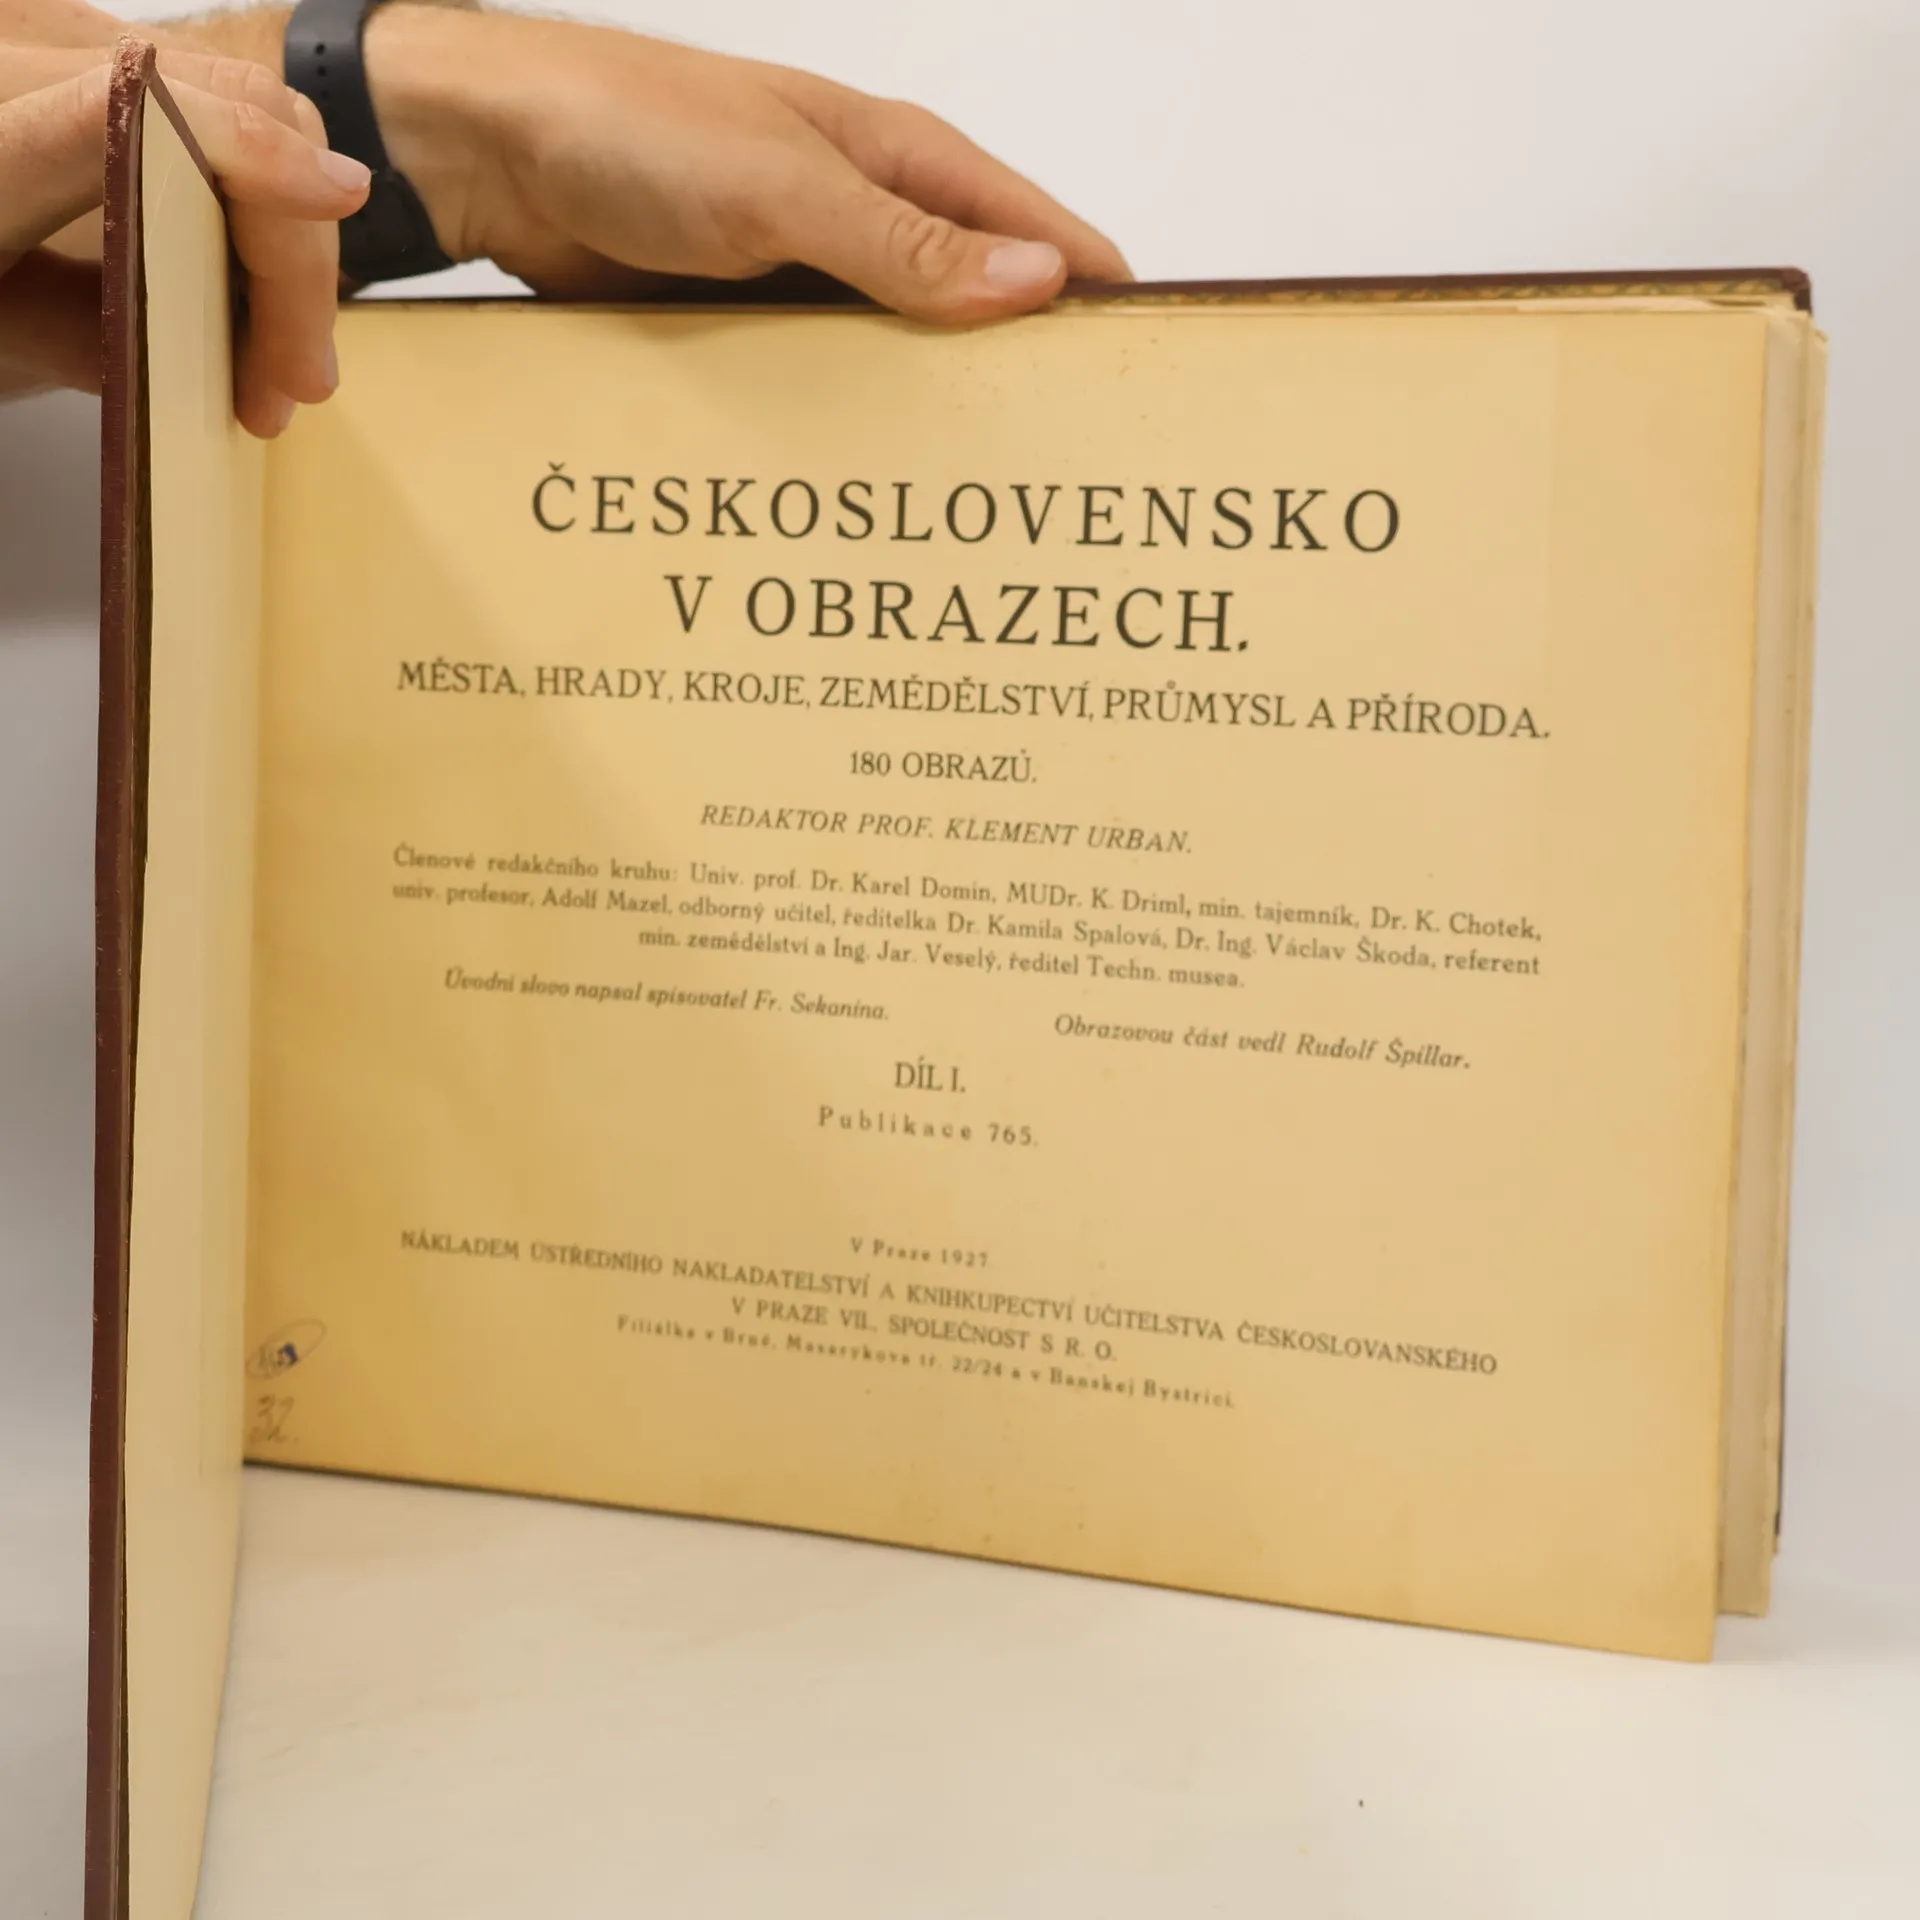 ČESKOSLOVENSKO
V OBRAZECH.
MĚSTA, HRADY, KROJE, ZEMĚDĚLSTVÍ, PRŮMYSL A PŘÍRODA.
180 OBRAZŮ.
REDAKTOR PROF. KLEMENT URBAN.
Členové redakčního kruhu: Univ. prof. Dr. Karel Domin, MUDr. K. Driml, min. tajemník, Dr. K. Chotek,
univ. profesor, Adolf Mazel, odborný učitel, ředitelka Dr. Kamila Spalová, Dr. Ing. Václav Škoda, referent
min. zemědělství a Ing. Jar. Veselý, ředitel Techn. musea.
Úvodní slovo napsal spisovatel Fr. Sekanina.
Obrazovou část vedl Rudolf Špillar.
DÍL I.
Publikace 765.
V Praze 1927
NÁKLADEM ÚSTŘEDNÍHO NAKLADATELSTVÍ A KNIHKUPECTVÍ UČITELSTVA ČESKOSLOVANSKÉHO
V PRAZE VII., SPOLEČNOST S R. O.
Filiálka v Brně, Masarykova tř. 22/24 a v Banskej Bystrici.
32.